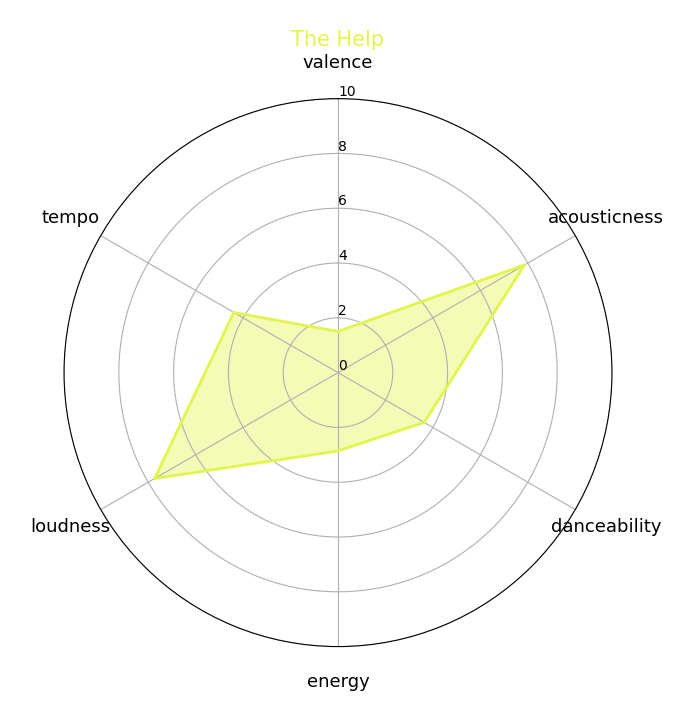 The Help
valence
10
8
tempo
6
acousticness
4
2
0
loudness
danceability
energy